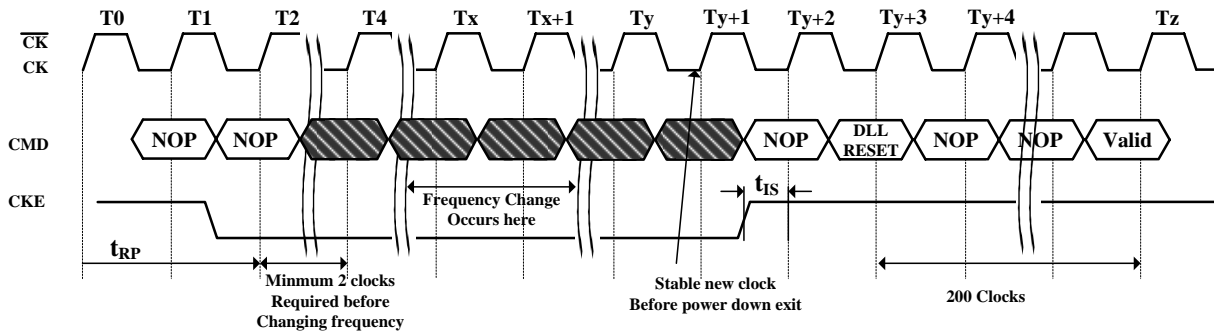 T0 T1 T2 T4 Tx Tx+1 Ty Ty+1 Ty+2 Ty+3 Ty+4 Tz
CK
CK
CMD NOP NOP NOP DLL RESET NOP NOP Valid
CKE
Frequency Change
Occurs here
tIS
tRP
Minimum 2 clocks
Required before
Changing frequency
Stable new clock
Before power down exit
200 Clocks